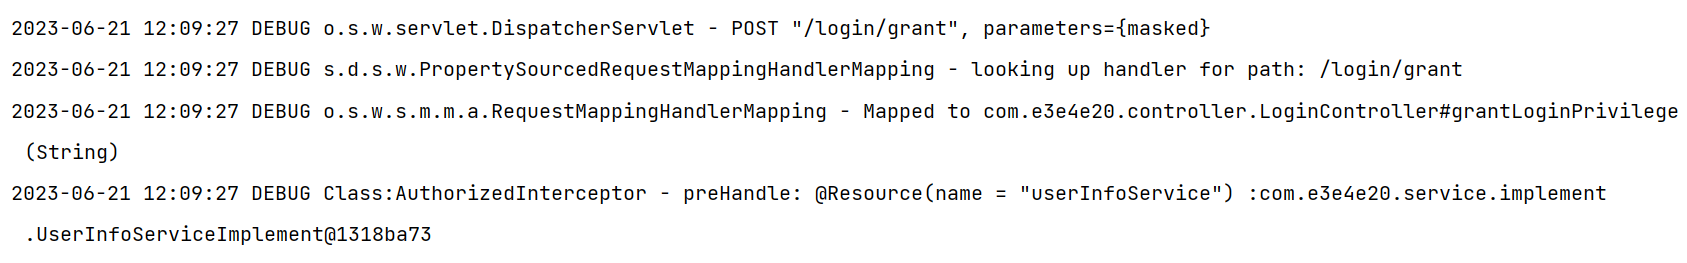 2023-06-21 12:09:27 DEBUG o.s.w.servlet.DispatcherServlet - POST "/login/grant", parameters={masked}
2023-06-21 12:09:27 DEBUG s.d.s.w.PropertySourcedRequestMappingHandlerMapping - looking up handler for path: /login/grant
2023-06-21 12:09:27 DEBUG o.s.w.s.m.m.a.RequestMappingHandlerMapping - Mapped to com.e3e4e20.controller.LoginController#grantLoginPrivilege
(String)
2023-06-21 12:09:27 DEBUG Class:AuthorizedInterceptor - preHandle: @Resource(name = "userInfoService") :com.e3e4e20.service.implement
.UserInfoServiceImplement@1318ba73